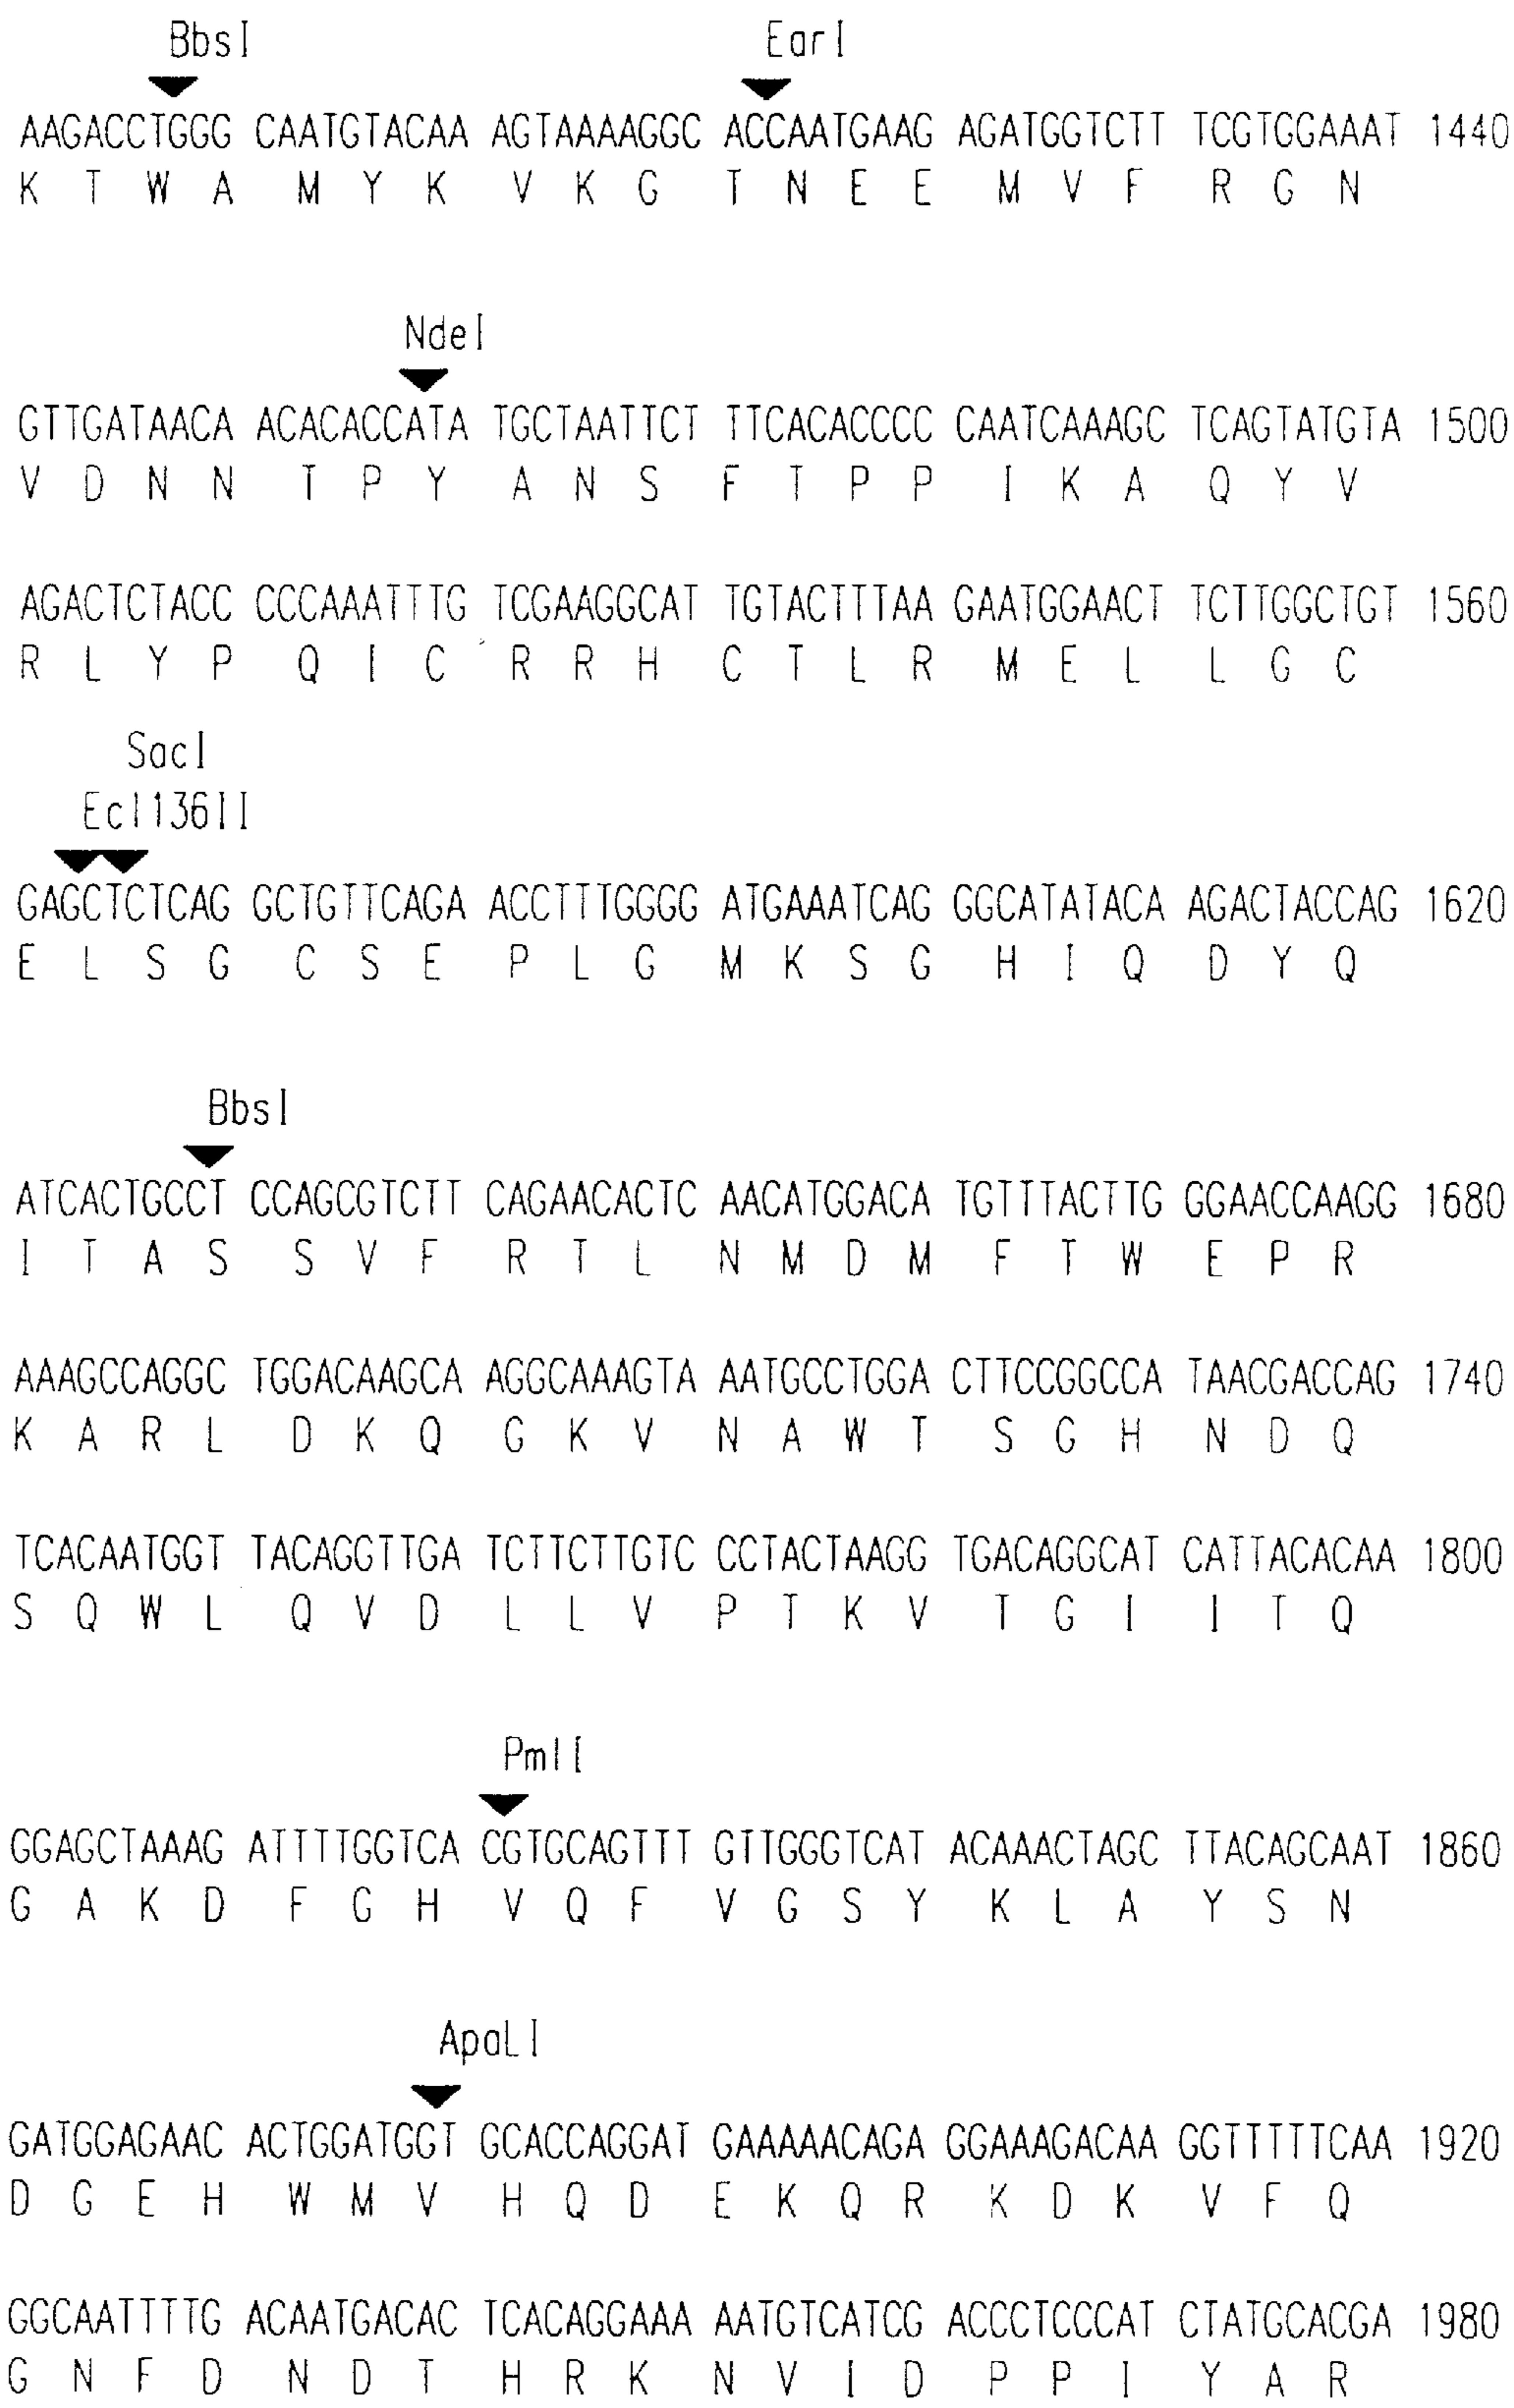 BbsI EarI
AAGACCTGGG CAATGTACAA AGTAAAAGGC ACCAATGAAG AGATGGTCTT TCGTGGAAAT 1440
K T W A M Y K V K G T N E E M V F R G N
NdeI
GTTGATAACA ACACACCATA TGCTAATTCT TTCACACCCC CAATCAAAGC TCAGTATGTA 1500
V D N N T P Y A N S F T P P I K A Q Y V
AGACTCTACC CCCAAATTTG TCGAAGGCAT TGTACTTTAA GAATGGAACT TCTTGGCTGT 1560
R L Y P Q I C R R H C T L R M E L L G C
SacI
Ecl136II
GAGCTCTCAG GCTGTTCAGA ACCTTTGGGG ATGAAATCAG GGCATATACA AGACTACCAG 1620
E L S G C S E P L G M K S G H I Q D Y Q
BbsI
ATCACTGCCT CCAGCGTCTT CAGAACACTC AACATGGACA TGTTTACTTG GGAACCAAGG 1680
I T A S S V F R T L N M D M F T W E P R
AAAGCCAGGC TGGACAAGCA AGGCAAAGTA AATGCCTGGA CTTCCGGCCA TAACGACCAG 1740
K A R L D K Q G K V N A W T S G H N D Q
TCACAATGGT TACAGGTTGA TCTTCTTGTC CCTACTAAGG TGACAGGCAT CATTACACAA 1800
S Q W L Q V D L L V P T K V T G I I T Q
PmlI
GGAGCTAAAG ATTTTGGTCA CGTGCAGTTT GTTGGGTCAT ACAAACTAGC TTACAGCAAT 1860
G A K D F G H V Q F V G S Y K L A Y S N
ApaLI
GATGGAGAAC ACTGGATGGT GCACCAGGAT GAAAAACAGA GGAAAGACAA GGTTTTTCAA 1920
D G E H W M V H Q D E K Q R K D K V F Q
GGCAATTTTG ACAATGACAC TCACAGGAAA AATGTCATCG ACCCTCCCAT CTATGCACGA 1980
G N F D N D T H R K N V I D P P I Y A R